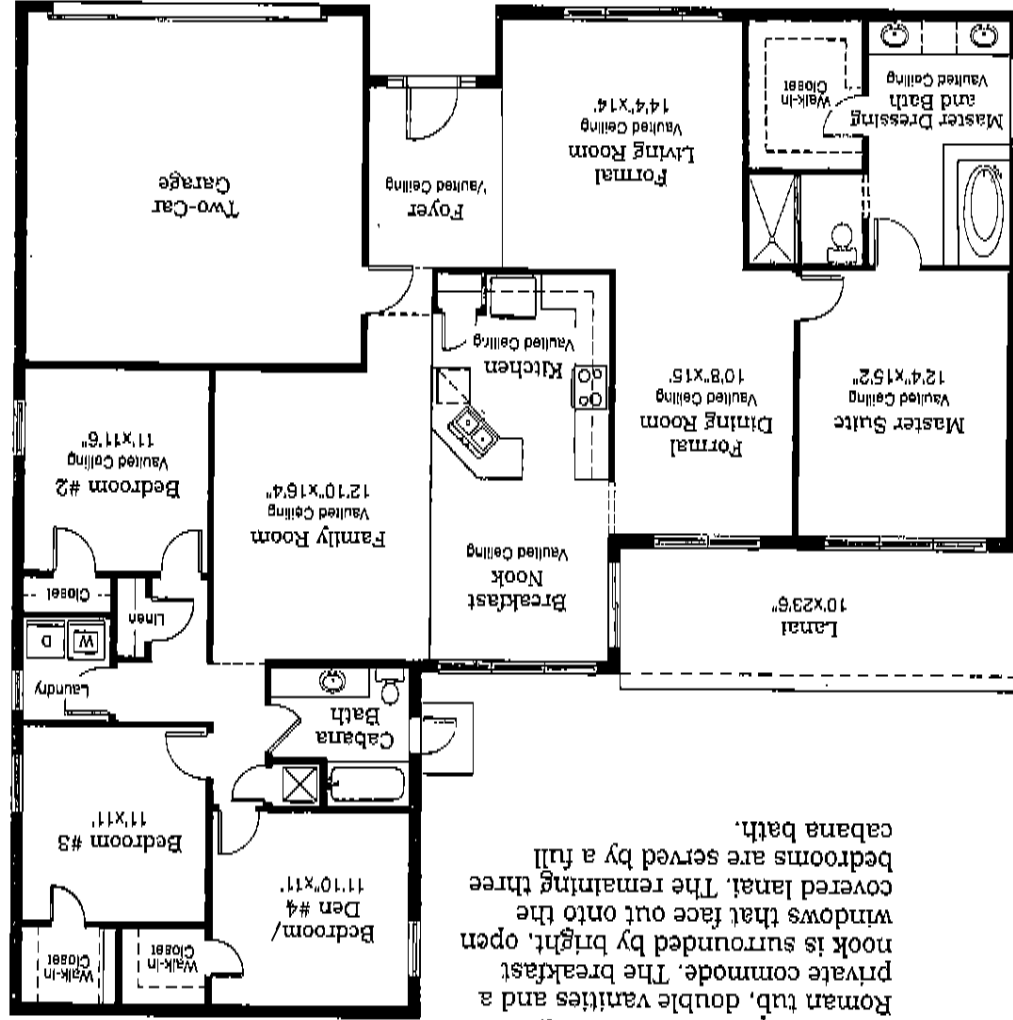 Roman tub, double vanities and a
private commode. The breakfast
nook is surrounded by bright, open
windows that face out onto the
covered lanai. The remaining three
bedrooms are served by a full
cabana bath.
Walk-In
Closet
Walk-In
Closet
Bedroom/
Den #4
11'10"x11'
Bedroom #3
11'x11'
Cabana
Bath
Laundry
W
D
Linen
Closet
Lanai
10'x23'6"
Breakfast
Nook
Vaulted Ceiling
Family Room
Vaulted Ceiling
12'10"x16'4"
Bedroom #2
Vaulted Ceiling
11'x11'6"
Master Suite
Vaulted Ceiling
12'4"x15'2"
Formal
Dining Room
Vaulted Ceiling
10'8"x15'
Kitchen
Vaulted Ceiling
Foyer
Vaulted Ceiling
Two-Car
Garage
Formal
Living Room
Vaulted Ceiling
14'4"x14'
Walk-In
Closet
Master Dressing
and Bath
Vaulted Ceiling